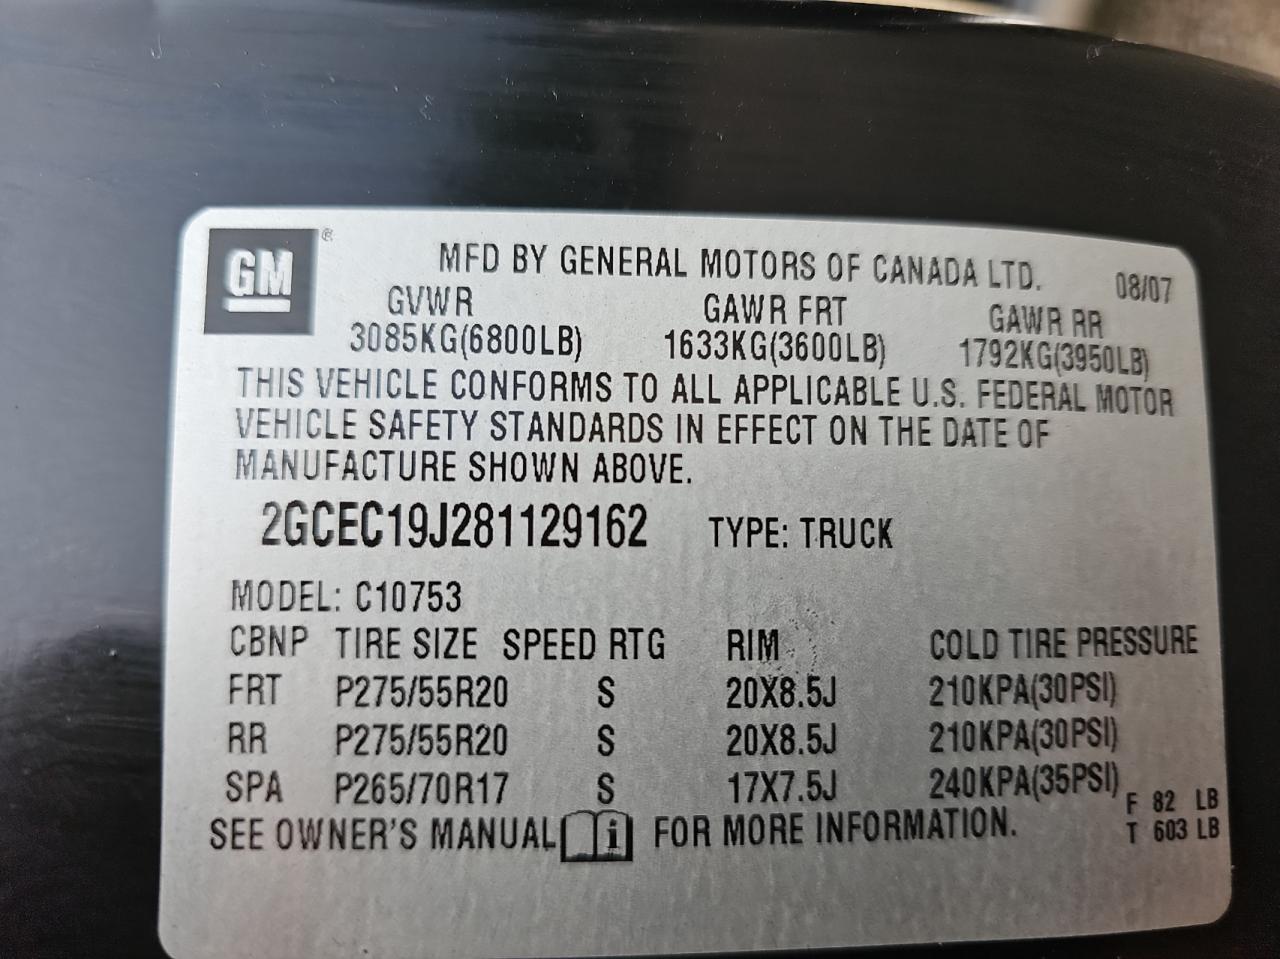 GM ®
MFD BY GENERAL MOTORS OF CANADA LTD. 08/07
GVWR GAWR FRT GAWR RR
3085KG(6800LB) 1633KG(3600LB) 1792KG(3950LB)
THIS VEHICLE CONFORMS TO ALL APPLICABLE U.S. FEDERAL MOTOR
VEHICLE SAFETY STANDARDS IN EFFECT ON THE DATE OF
MANUFACTURE SHOWN ABOVE.
2GCEC19J281129162 TYPE: TRUCK
MODEL: C10753
CBNP TIRE SIZE SPEED RTG RIM COLD TIRE PRESSURE
FRT P275/55R20 S 20X8.5J 210KPA(30PSI)
RR P275/55R20 S 20X8.5J 210KPA(30PSI)
SPA P265/70R17 S 17X7.5J 240KPA(35PSI)
F 82 LB
SEE OWNER'S MANUAL i FOR MORE INFORMATION. T 603 LB